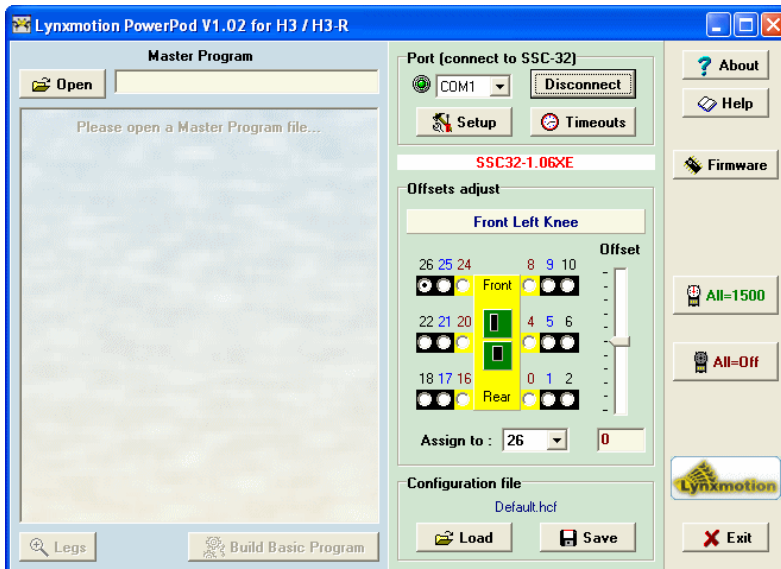 Lynxmotion PowerPod V1.02 for H3 / H3-R
Master Program
Open
Please open a Master Program file...
Legs
Build Basic Program
Port (connect to SSC-32)
COM1
Disconnect
Setup
Timeouts
SSC32-1.06XE
Offsets adjust
Front Left Knee
Offset
26 25 24
8 9 10
Front
22 21 20
4 5 6
18 17 16
0 1 2
Rear
Assign to :
26
0
Configuration file
Default.hcf
Load
Save
About
Help
Firmware
All=1500
All=Off
Lynxmotion
Exit